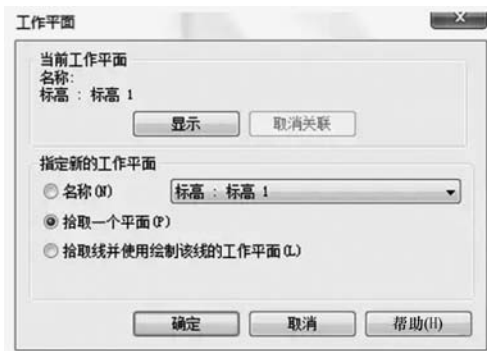 工作平面
当前工作平面
名称:
标高 : 标高 1
显示 取消关联
指定新的工作平面
名称(N) 标高 : 标高 1
拾取一个平面(P)
拾取线并使用绘制该线的工作平面(L)
确定 取消 帮助(H)